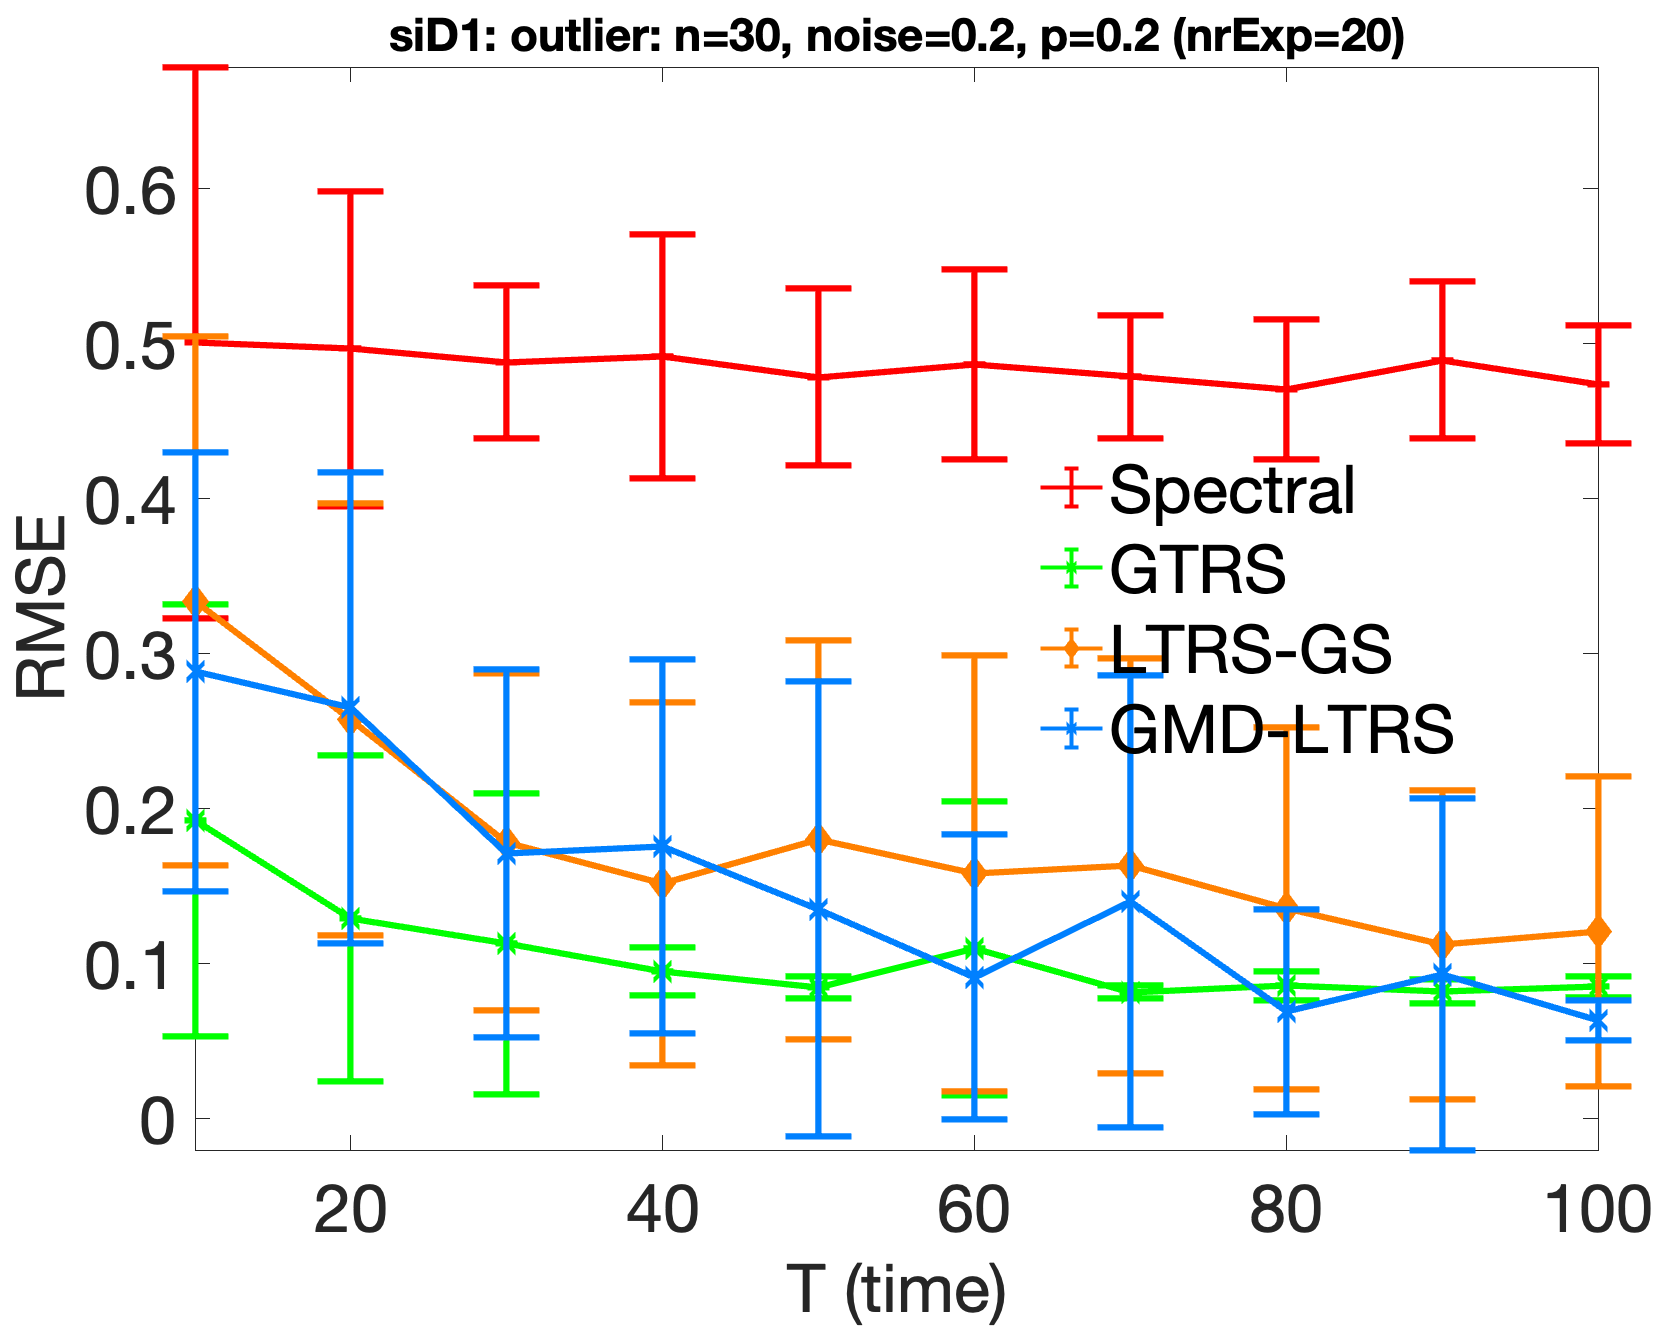 siD1: outlier: n=30, noise=0.2, p=0.2 (nrExp=20)
0.6
0.5
0.4
0.3
0.2
0.1
0
RMSE
Spectral
GTRS
LTRS-GS
GMD-LTRS
20 40 60 80 100
T (time)